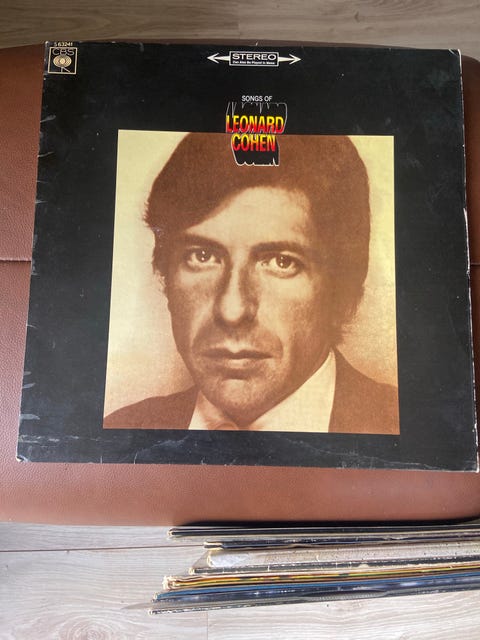 S 63241
CBS
STEREO
Can Also Be Played In Mono
SONGS OF
LEONARD
COHEN